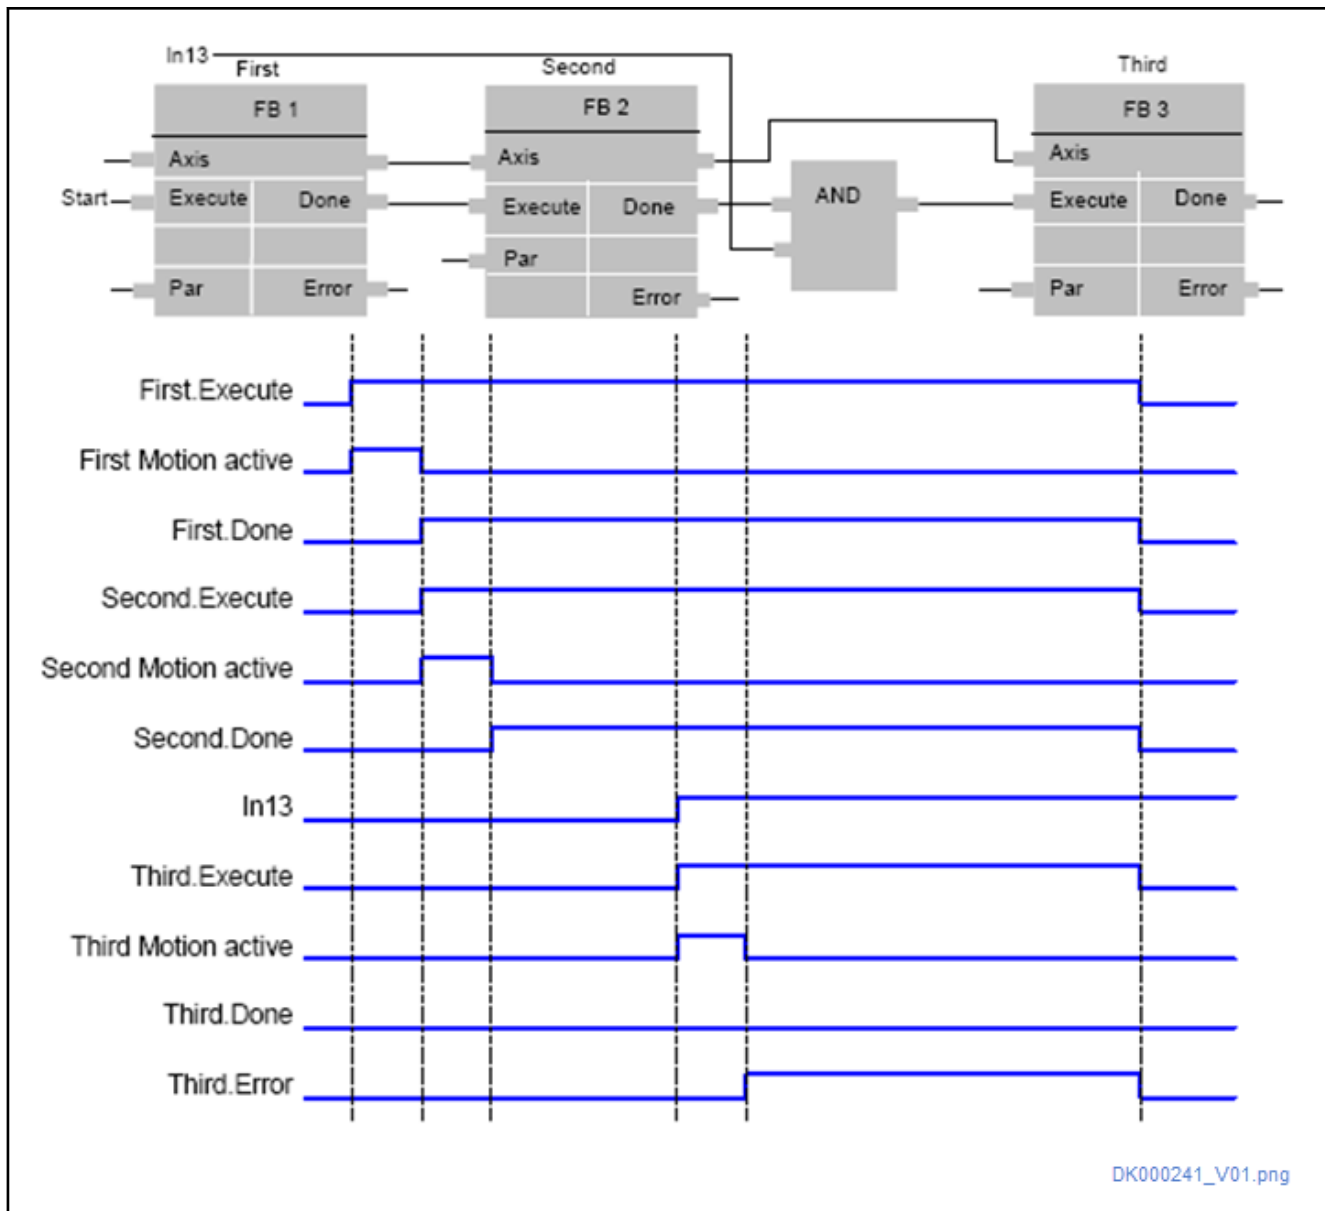 In13
First
Second
Third
FB 1
FB 2
FB 3
Axis
Axis
Axis
Start
Execute
Done
Execute
Done
AND
Execute
Done
Par
Error
Par
Error
Par
Error
First.Execute
First Motion active
First.Done
Second.Execute
Second Motion active
Second.Done
In13
Third.Execute
Third Motion active
Third.Done
Third.Error
DK000241_V01.png